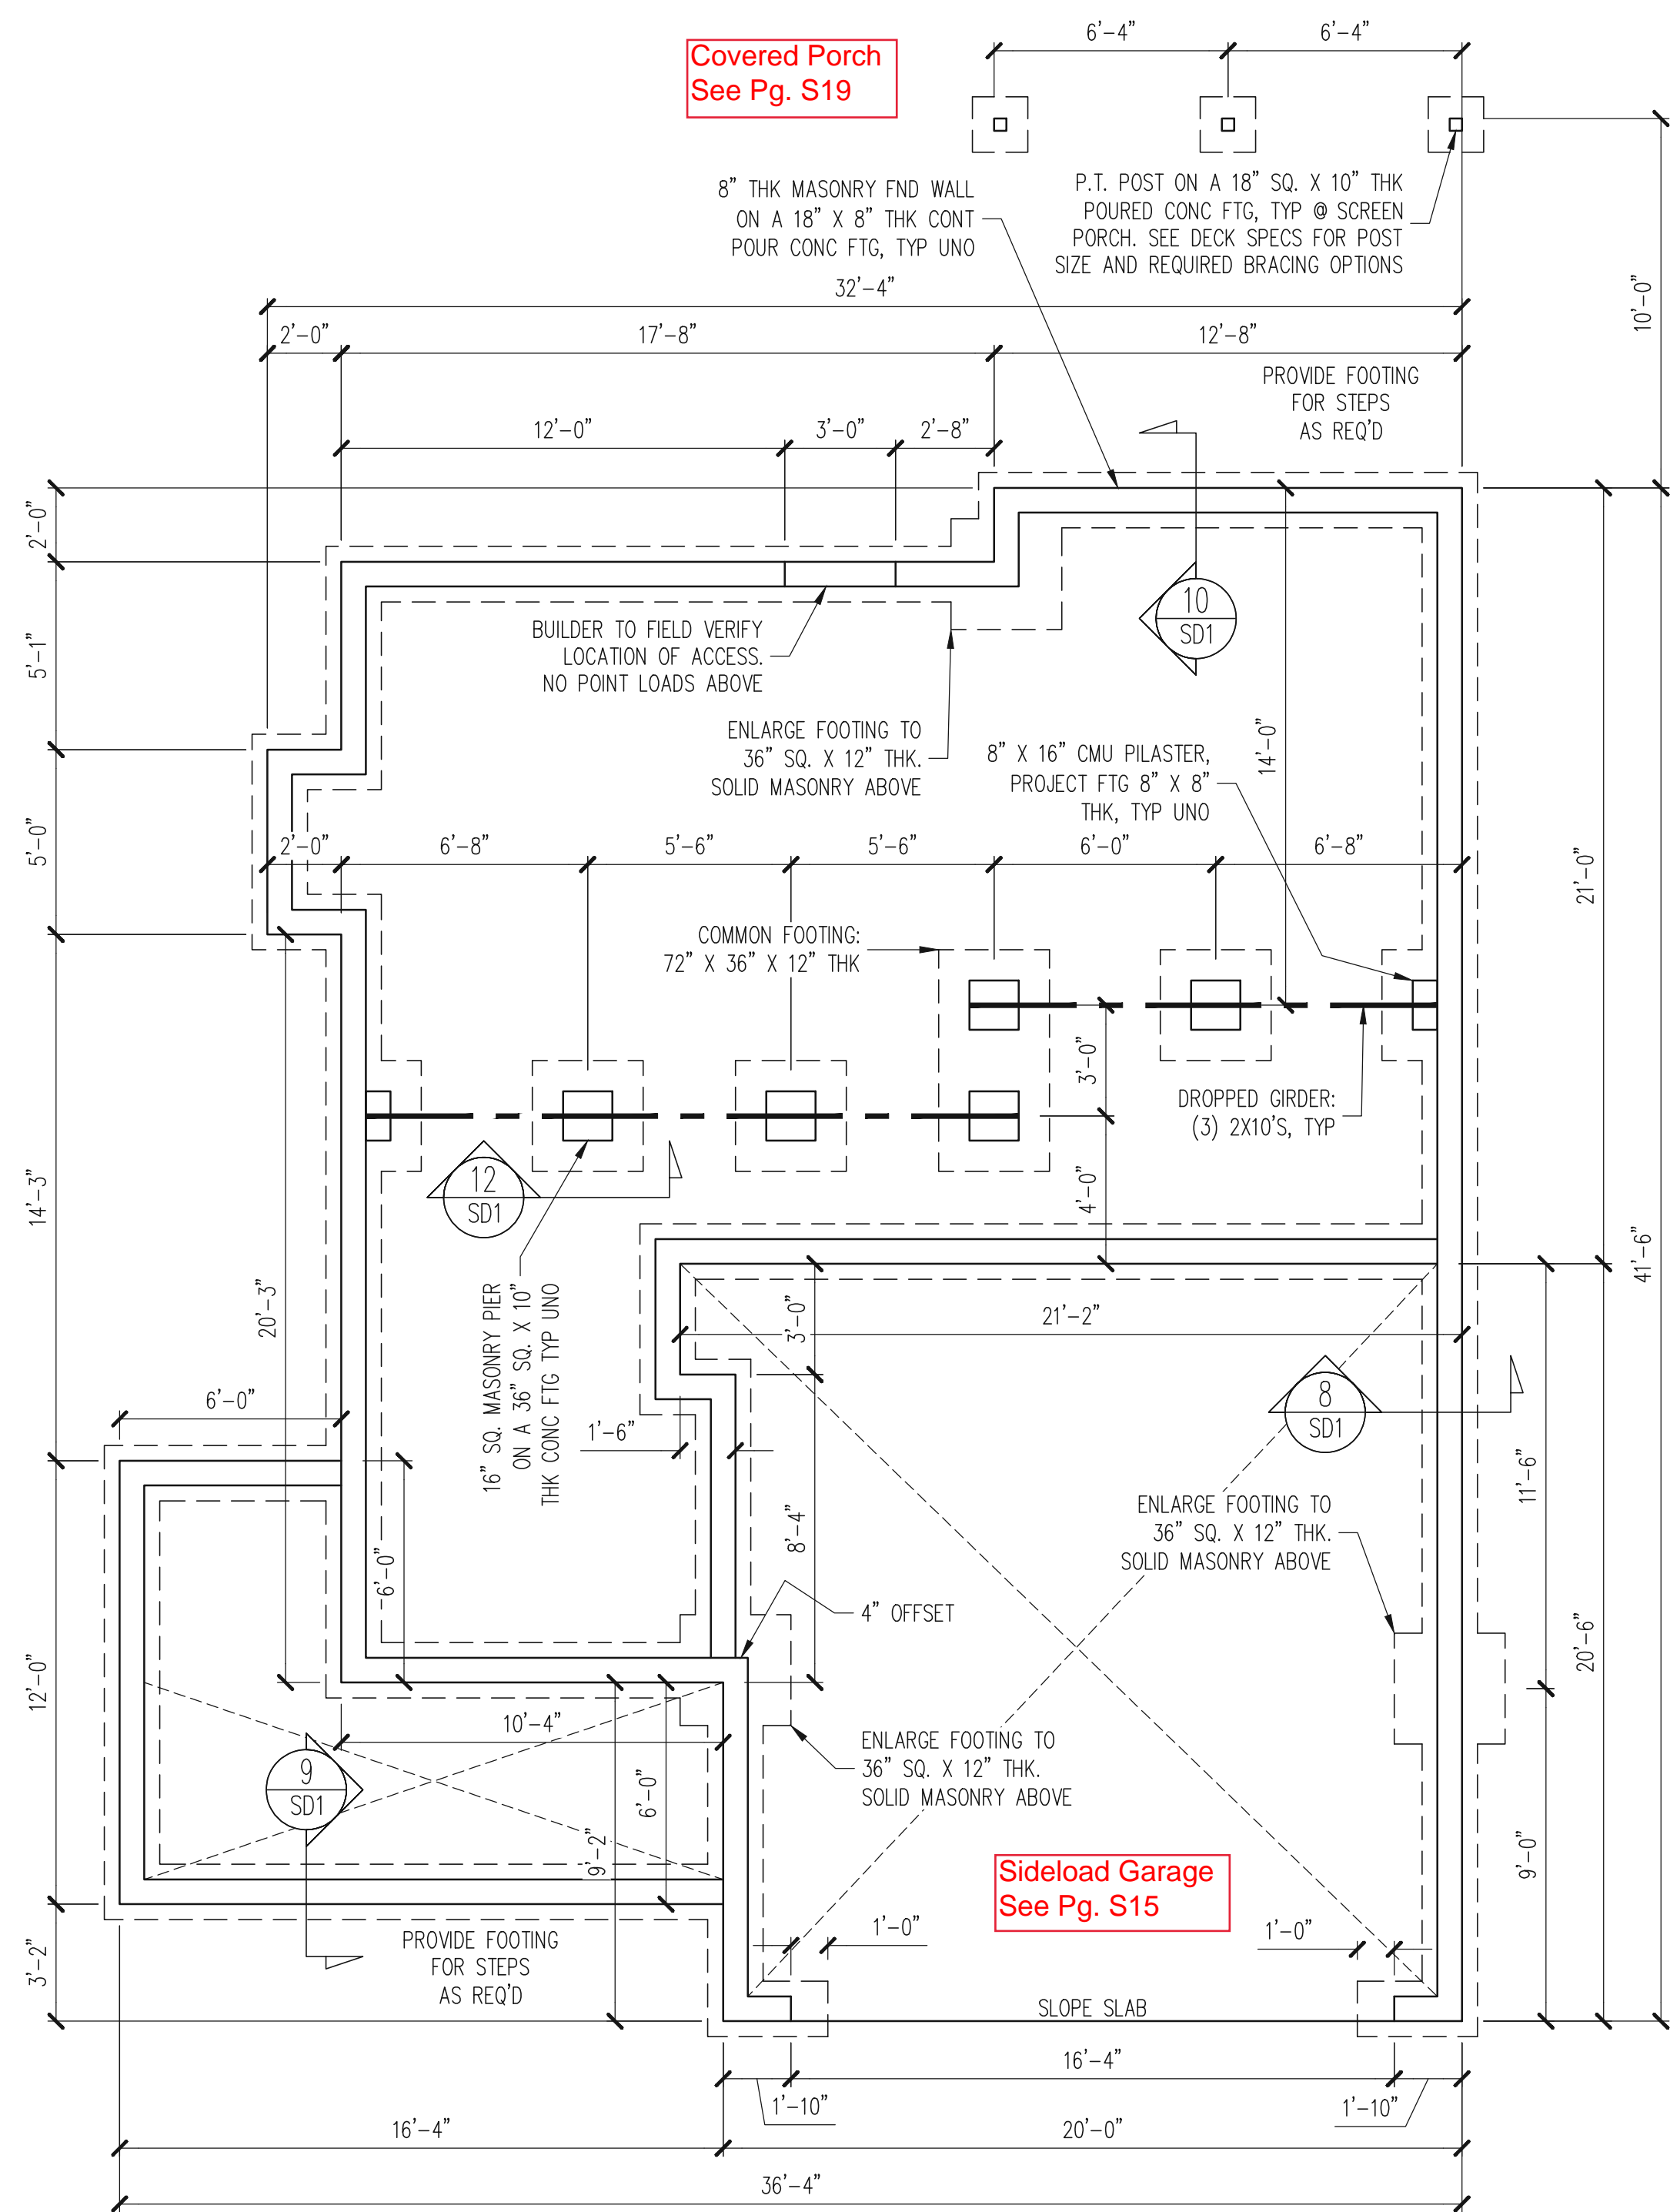 6'-4"
6'-4"
Covered Porch
See Pg. S19
8" THK MASONRY FND WALL
ON A 18" X 8" THK CONT
POUR CONC FTG, TYP UNO
P.T. POST ON A 18" SQ. X 10" THK
POURED CONC FTG, TYP @ SCREEN
PORCH. SEE DECK SPECS FOR POST
SIZE AND REQUIRED BRACING OPTIONS
10'-0"
32'-4"
2'-0"
17'-8"
12'-8"
PROVIDE FOOTING
FOR STEPS
AS REQ'D
12'-0"
3'-0"
2'-8"
2'-0"
5'-1"
5'-0"
14'-3"
12'-0"
3'-2"
10
SD1
BUILDER TO FIELD VERIFY
LOCATION OF ACCESS.
NO POINT LOADS ABOVE
ENLARGE FOOTING TO
36" SQ. X 12" THK.
SOLID MASONRY ABOVE
8" X 16" CMU PILASTER,
PROJECT FTG 8" X 8"
THK, TYP UNO
14'-0"
21'-0"
2'-0"
6'-8"
5'-6"
5'-6"
6'-0"
6'-8"
COMMON FOOTING:
72" X 36" X 12" THK
3'-0"
DROPPED GIRDER:
(3) 2X10'S, TYP
4'-0"
12
SD1
41'-6"
20'-3"
16" SQ. MASONRY PIER
ON A 36" SQ. X 10"
THK CONC FTG TYP UNO
3'-0"
21'-2"
6'-0"
1'-6"
8
SD1
8'-4"
11'-6"
ENLARGE FOOTING TO
36" SQ. X 12" THK.
SOLID MASONRY ABOVE
6'-0"
4" OFFSET
20'-6"
10'-4"
9
SD1
6'-0"
9'-2"
ENLARGE FOOTING TO
36" SQ. X 12" THK.
SOLID MASONRY ABOVE
Sideload Garage
See Pg. S15
9'-0"
PROVIDE FOOTING
FOR STEPS
AS REQ'D
1'-0"
1'-0"
SLOPE SLAB
16'-4"
1'-10"
1'-10"
16'-4"
20'-0"
36'-4"